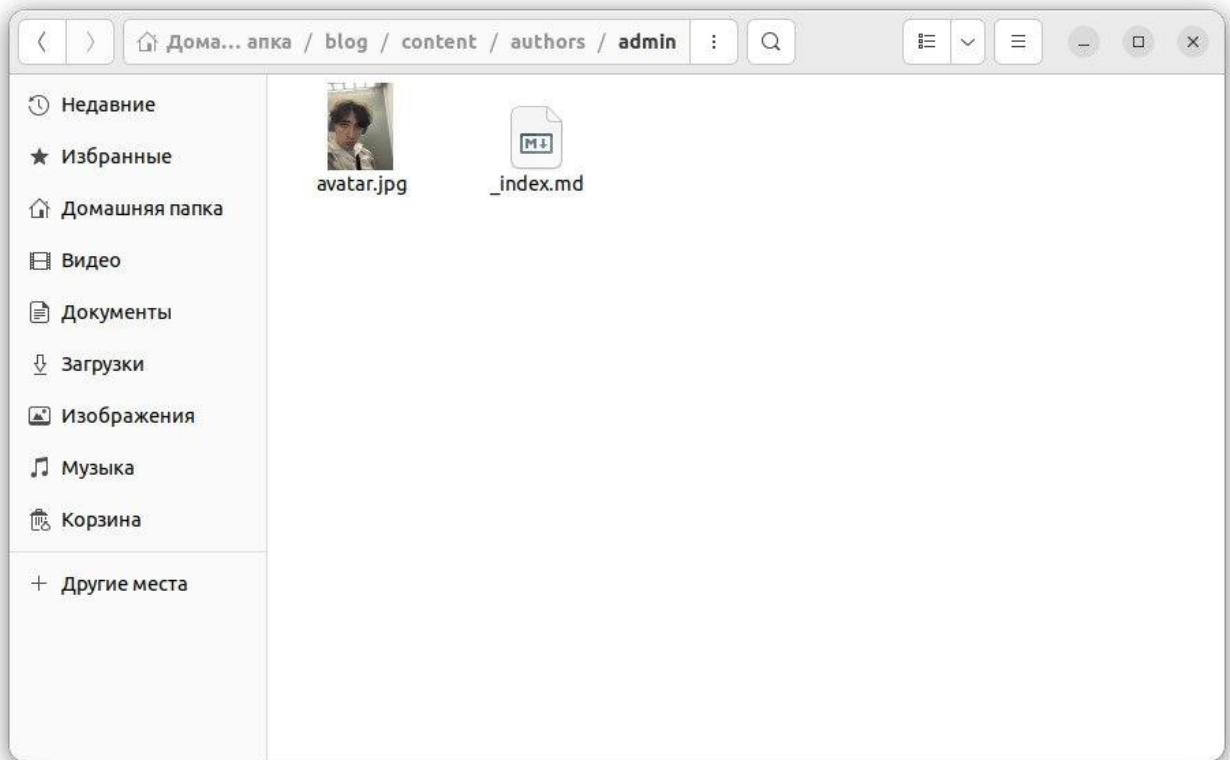 Дома... апка / blog / content / authors / admin
Недавние
Избранные
Домашняя папка
Видео
Документы
Загрузки
Изображения
Музыка
Корзина
Другие места
avatar.jpg
M
_index.md